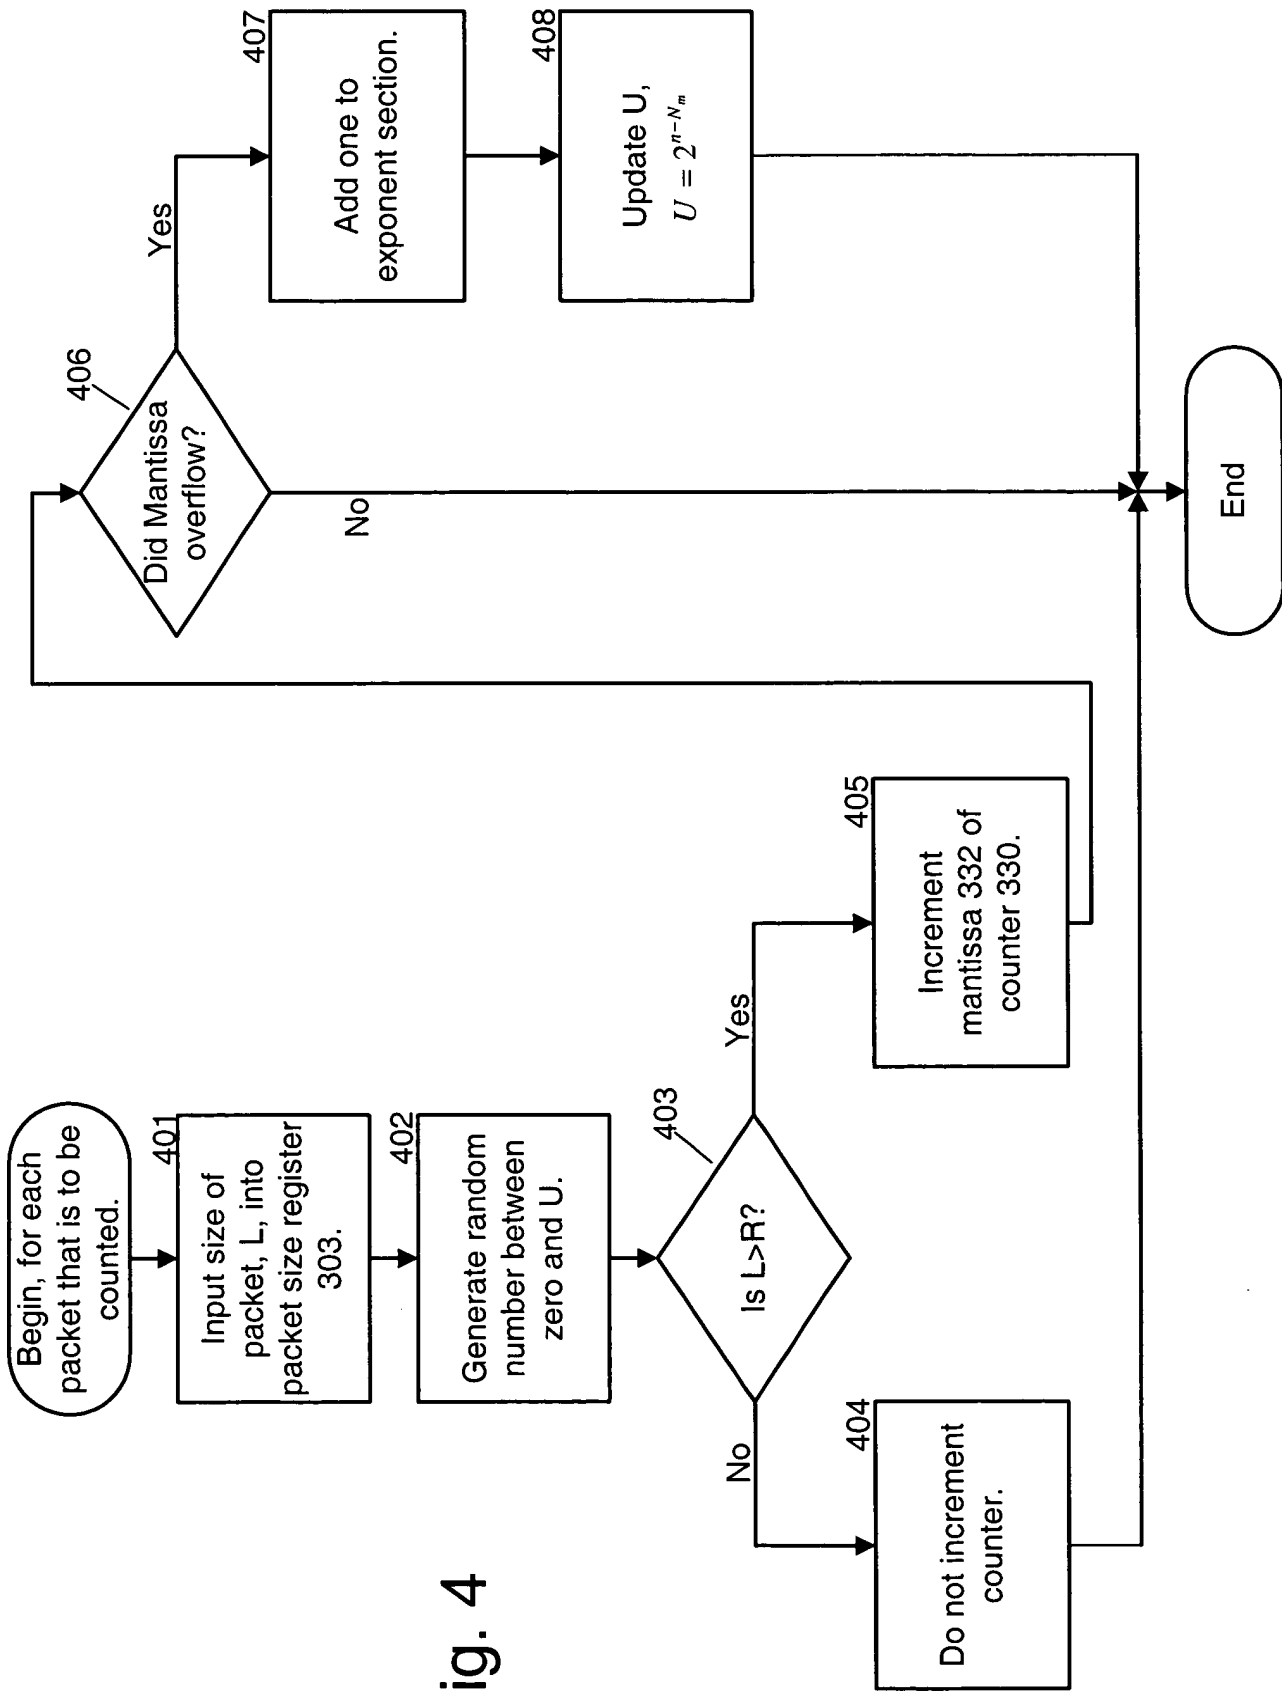 Begin, for each
packet that is to be
counted.
401
Input size of
packet, L, into
packet size register
303.
402
Generate random
number between
zero and U.
403
Is L>R?
No
Yes
404
Do not increment
counter.
405
Increment
mantissa 332 of
counter 330.
406
Did Mantissa
overflow?
Yes
No
407
Add one to
exponent section.
408
Update U,
U = 2^{n-N_m}
End
ig. 4